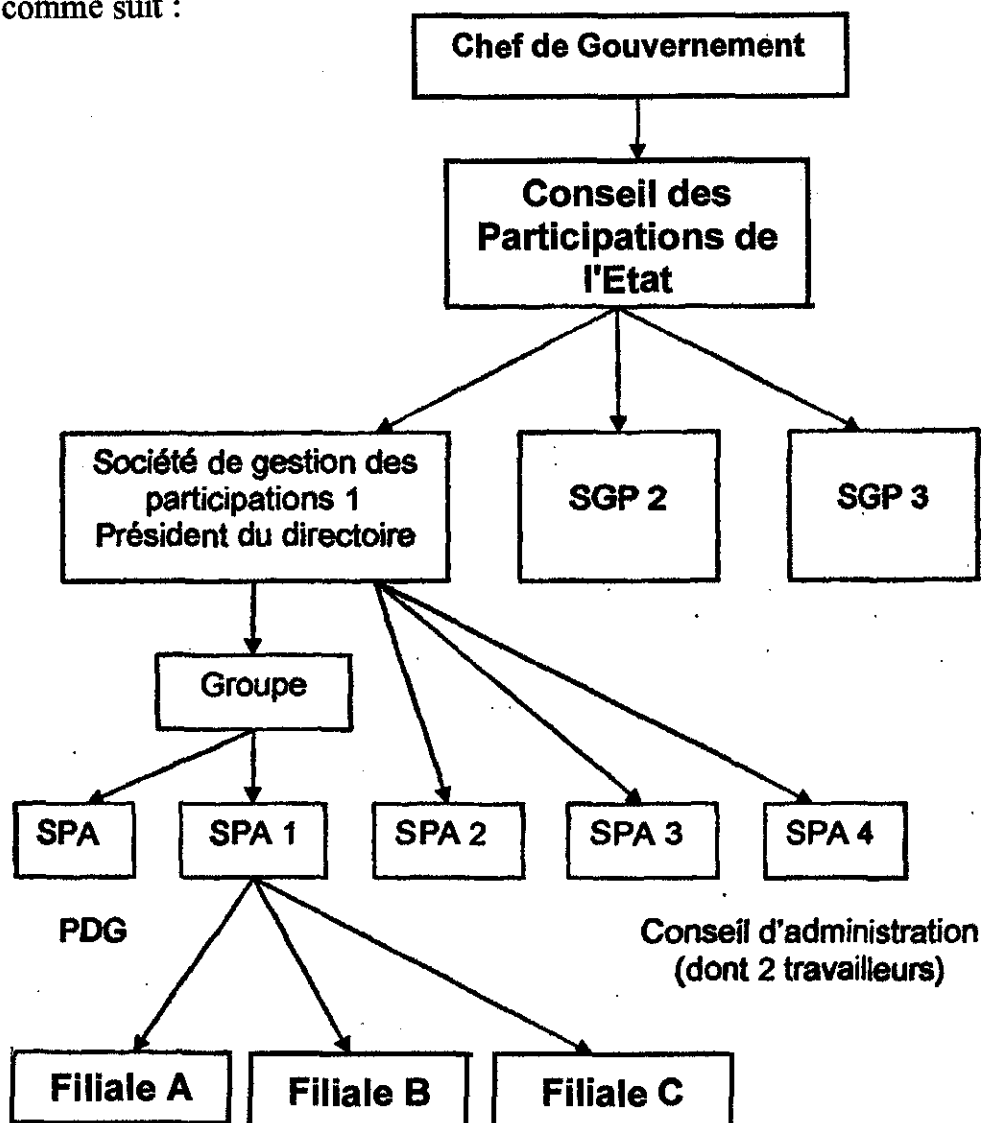 comme suit :
Chef de Gouvernement
Conseil des
Participations de
l'Etat
Société de gestion des
participations 1
Président du directoire
SGP 2
SGP 3
Groupe
SPA
SPA 1
SPA 2
SPA 3
SPA 4
PDG
Conseil d'administration
(dont 2 travailleurs)
Filiale A
Filiale B
Filiale C